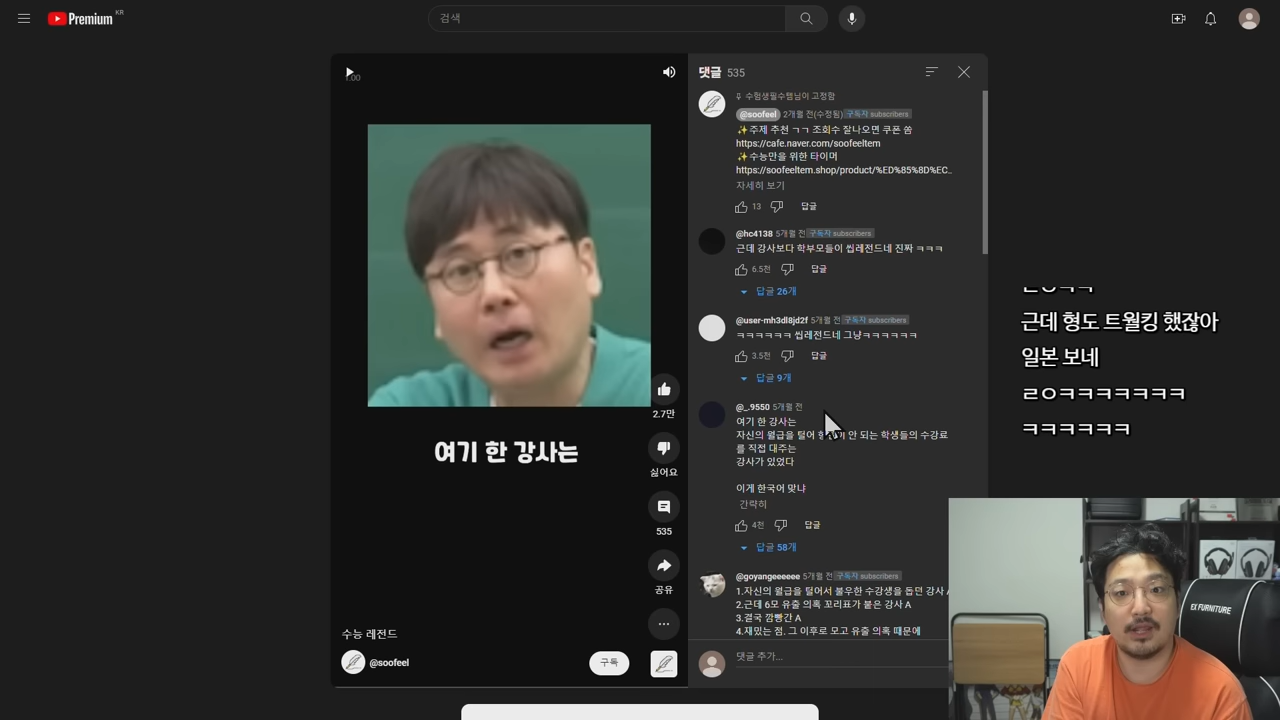 Premium KR
검색
1.00
여기 한 강사는
2.7만
싫어요
535
공유
수능 레전드
@soofeel
구독
댓글 535
수험생필수템님이 고정함
@soofeel 2개월 전(수정됨) 구독자 subscribers
✨주제 추천 ㄱㄱ 조회수 잘나오면 쿠폰 쏨
https://cafe.naver.com/soofeeltem
✨수능만을 위한 타이머
https://soofeeltem.shop/product/%ED%85%8D%EC..
자세히 보기
13 답글
@hc4138 5개월 전 구독자 subscribers
근데 강사보다 학부모들이 씹레전드네 진짜 ㅋㅋㅋ
6.5천 답글
답글 26개
@user-mh3dl8jd2f 5개월 전 구독자 subscribers
ㅋㅋㅋㅋㅋㅋ 씹레전드네 그냥ㅋㅋㅋㅋㅋㅋ
3.5천 답글
답글 9개
@_.9550 5개월 전
여기 한 강사는
자신의 월급을 털어 안 되는 학생들의 수강료
를 직접 대주는
강사가 있었다
이게 한국어 맞냐
간략히
4천 답글
답글 58개
@goyangeeeeee 5개월 전 구독자 subscribers
1.자신의 월급을 털어서 불우한 수강생을 돕던 강사
2.근데 6모 유출 의혹 꼬리표가 붙은 강사 A
3.결국 깜빵간 A
4.재밌는 점. 그 이후로 모고 유출 의혹 때문에
댓글 추가...
근데 형도 트월킹 했잖아
일본 보네
ㄹㅇㅋㅋㅋㅋㅋㅋㅋ
ㅋㅋㅋㅋㅋㅋ
EX FURNITURE